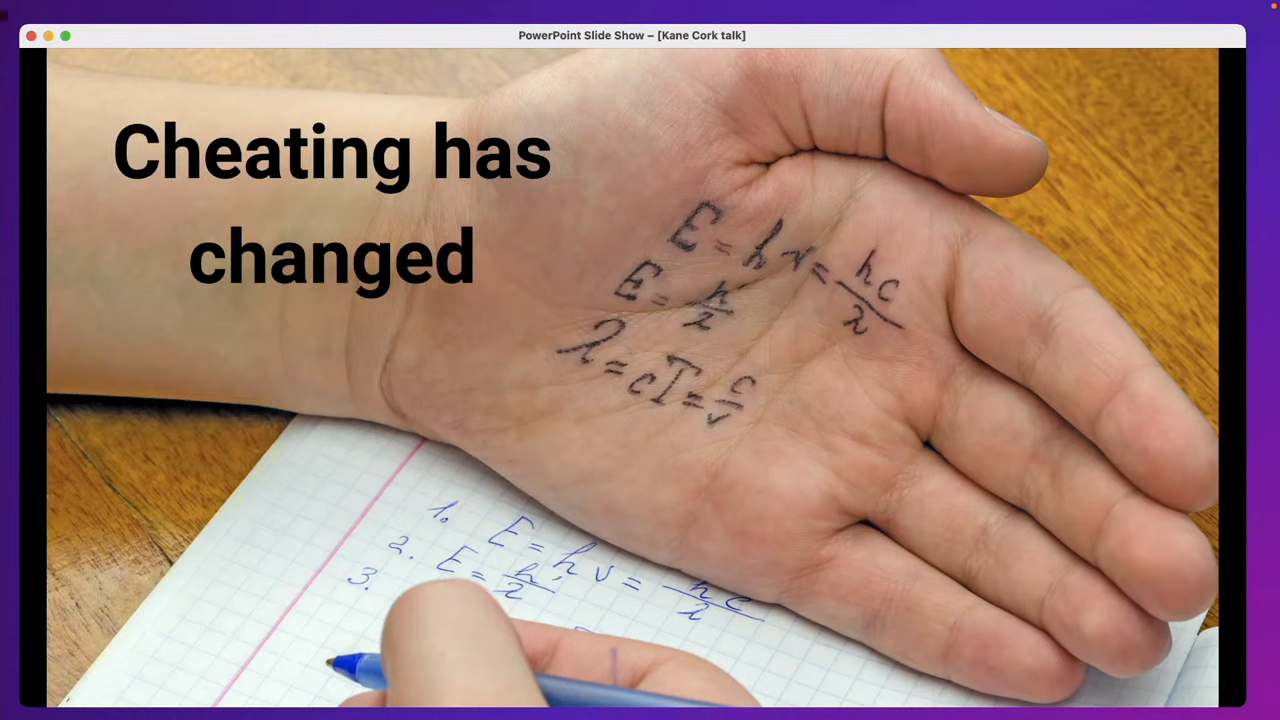 PowerPoint Slide Show – [Kane Cork talk]
Cheating has
changed
E = hν = hc/λ
E = h/λ
λ = cT = c/ν
1. E = hν = hc/λ
2. E = h/λ
3.